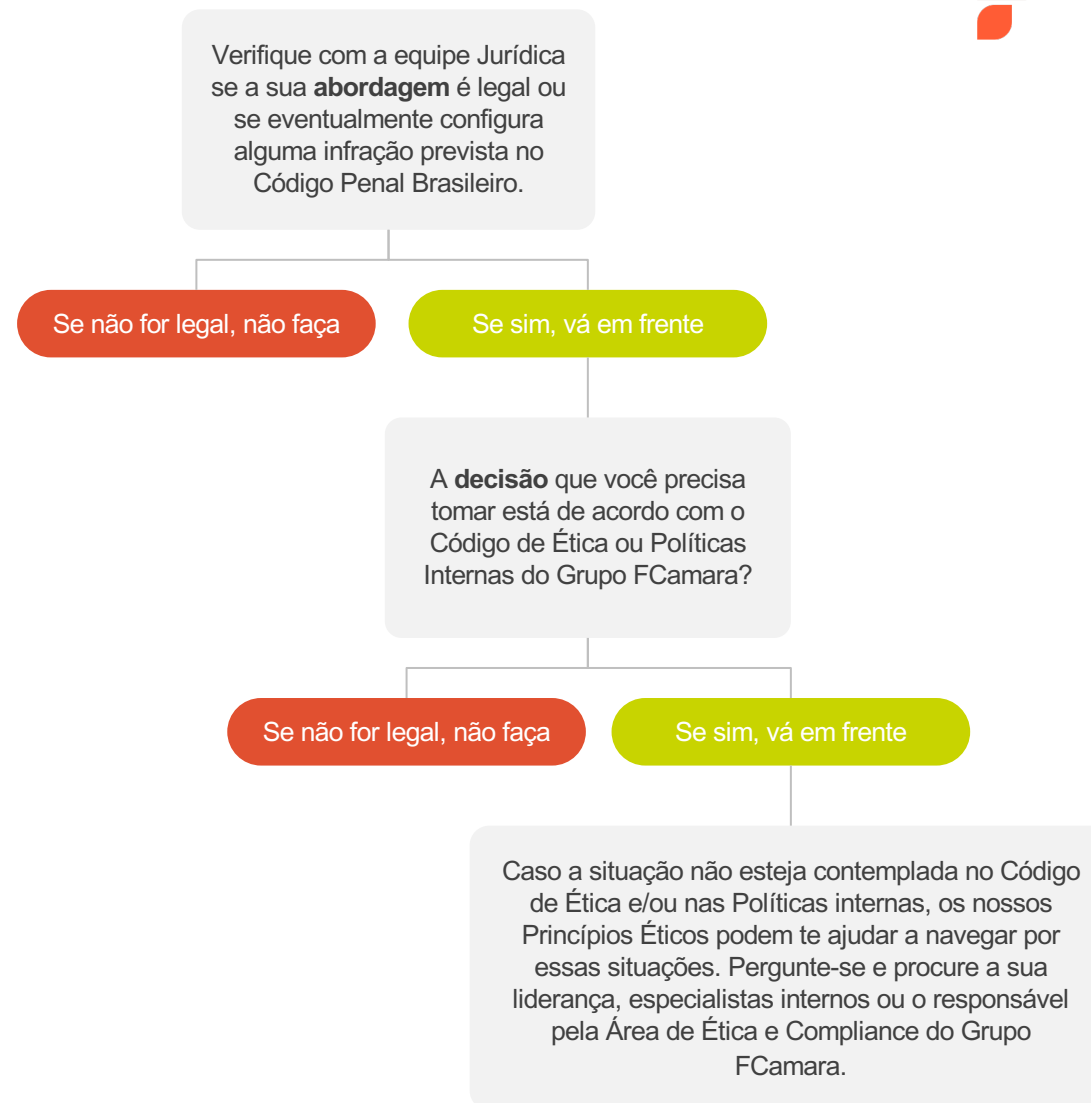 Verifique com a equipe Jurídica
se a sua abordagem é legal ou
se eventualmente configura
alguma infração prevista no
Código Penal Brasileiro.
Se não for legal, não faça
Se sim, vá em frente
A decisão que você precisa
tomar está de acordo com o
Código de Ética ou Políticas
Internas do Grupo FCamara?
Se não for legal, não faça
Se sim, vá em frente
Caso a situação não esteja contemplada no Código
de Ética e/ou nas Políticas internas, os nossos
Princípios Éticos podem te ajudar a navegar por
essas situações. Pergunte-se e procure a sua
liderança, especialistas internos ou o responsável
pela Área de Ética e Compliance do Grupo
FCamara.